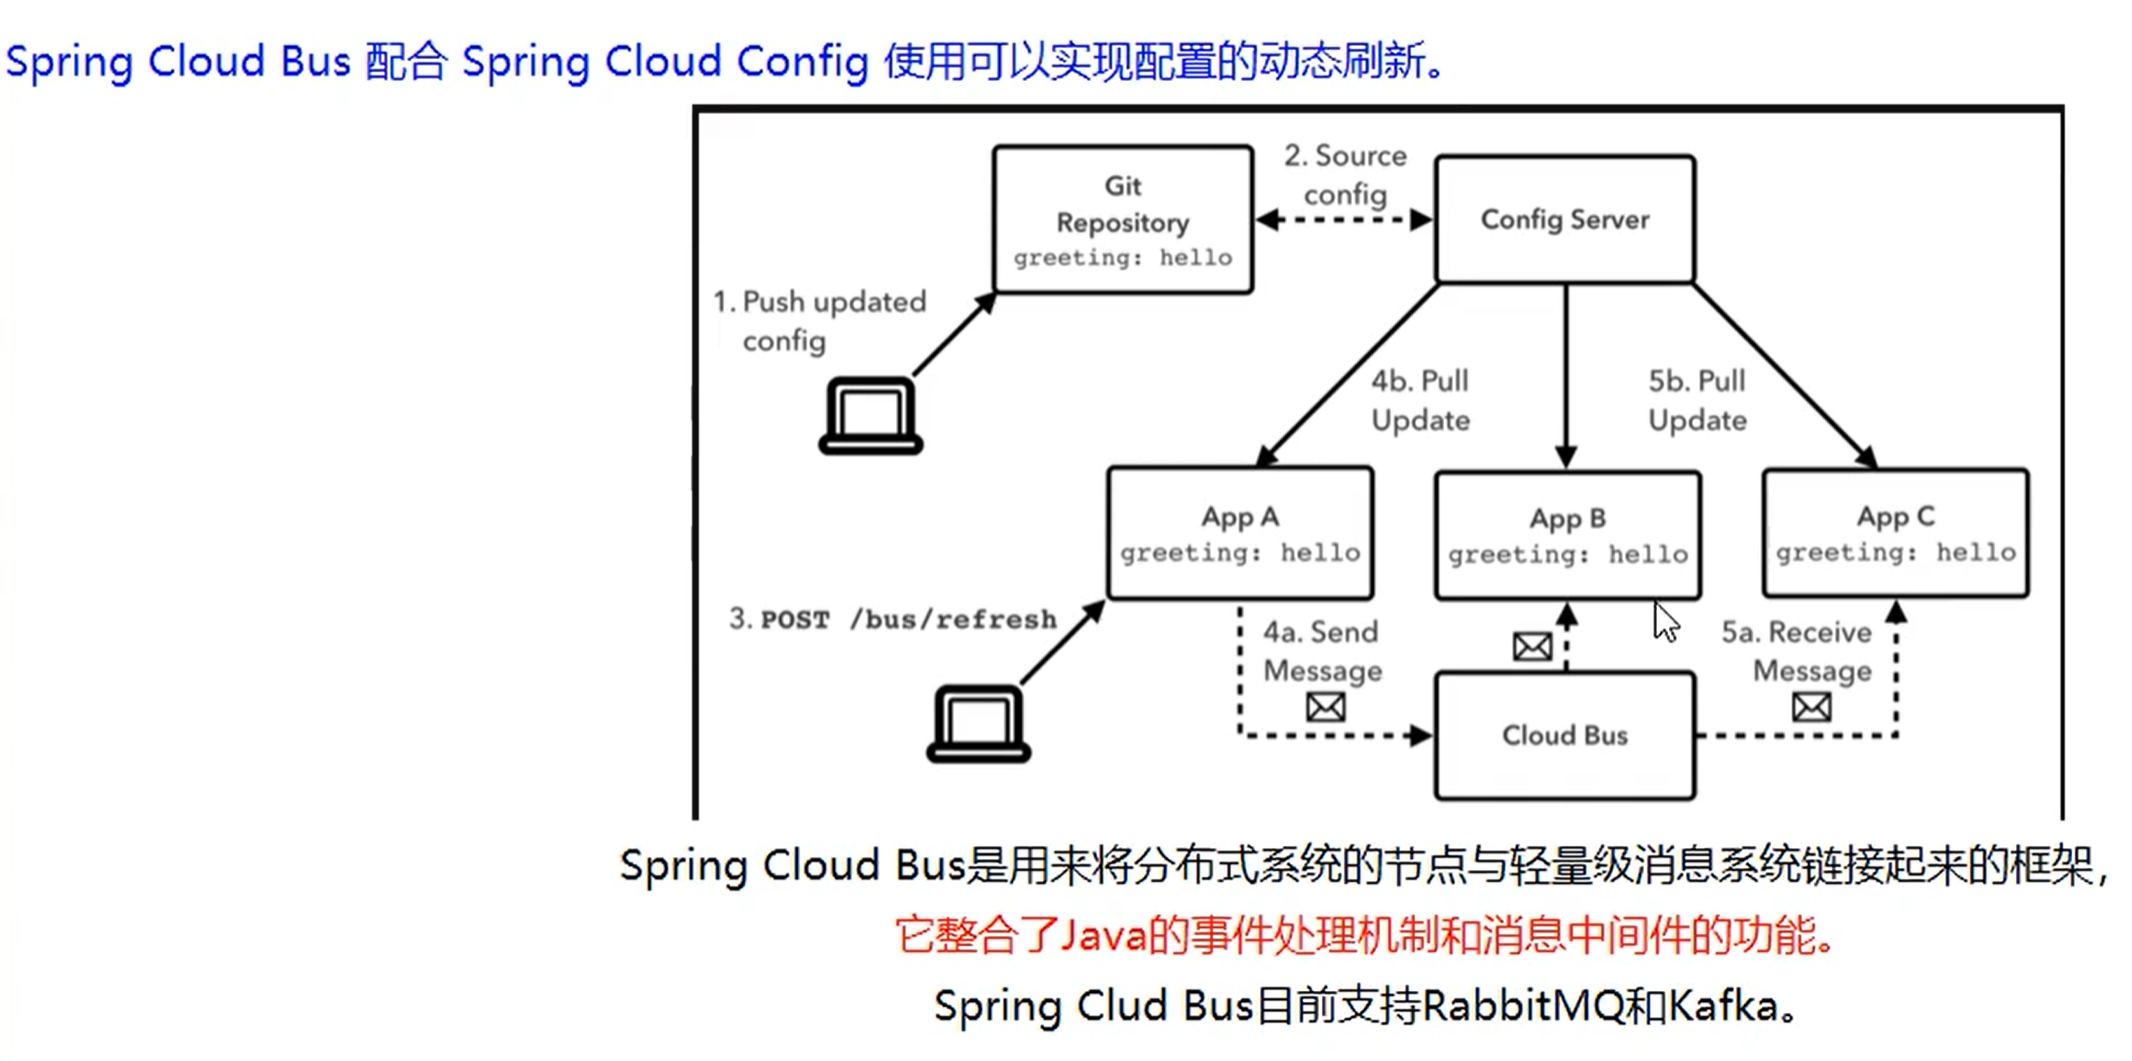 Spring Cloud Bus 配合 Spring Cloud Config 使用可以实现配置的动态刷新。
Git
Repository
greeting: hello
2. Source
config
Config Server
1. Push updated
config
4b. Pull
Update
5b. Pull
Update
App A
greeting: hello
App B
greeting: hello
App C
greeting: hello
3. POST /bus/refresh
4a. Send
Message
5a. Receive
Message
Cloud Bus
Spring Cloud Bus是用来将分布式系统的节点与轻量级消息系统链接起来的框架，
它整合了Java的事件处理机制和消息中间件的功能。
Spring Clud Bus目前支持RabbitMQ和Kafka。